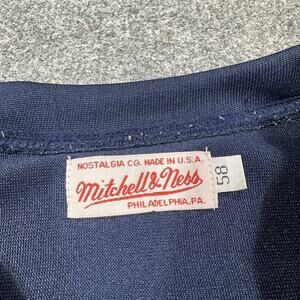 NOSTALGIA CO. MADE IN U.S.A.
Mitchell & Ness
PHILADELPHIA, PA.
58